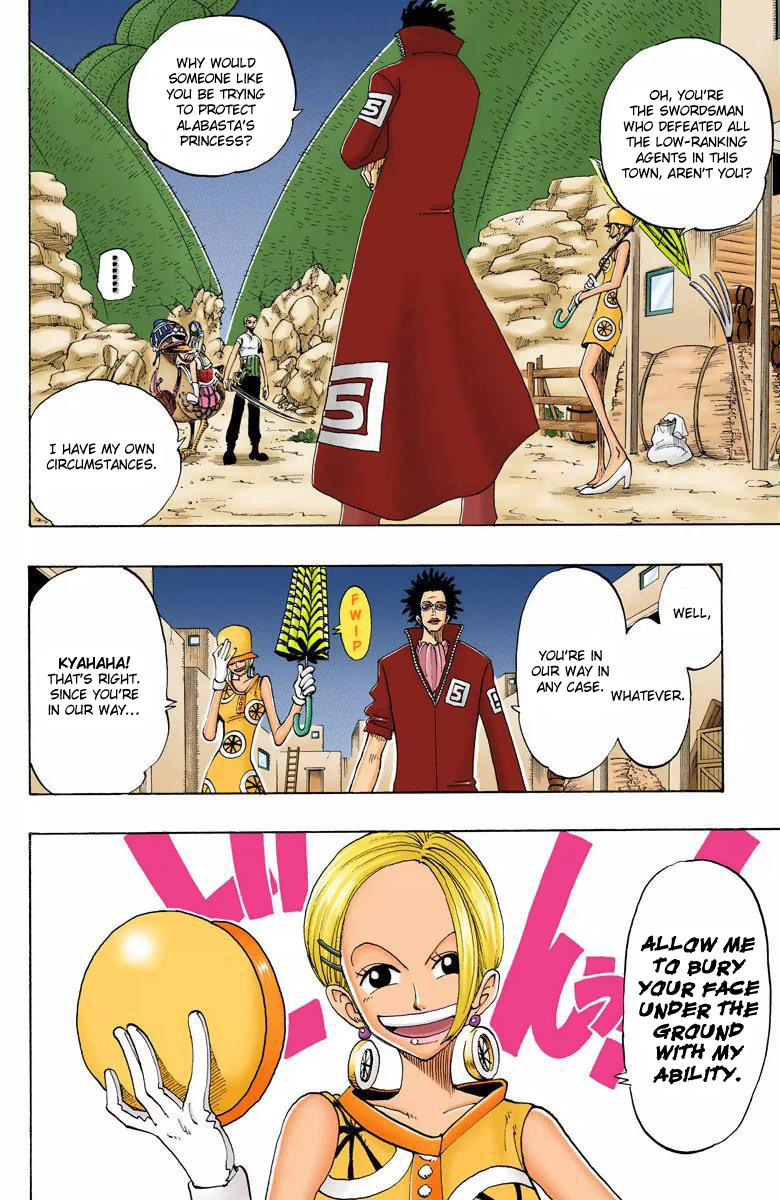 OH, YOU'RE
THE SWORDSMAN
WHO DEFEATED ALL
THE LOW-RANKING
AGENTS IN THIS
TOWN, AREN'T YOU?
WHY WOULD
SOMEONE LIKE
YOU BE TRYING
TO PROTECT
ALABASTA'S
PRINCESS?
5
5
......
I HAVE MY OWN
CIRCUMSTANCES.
WELL,
WHATEVER.
YOU'RE IN
OUR WAY IN
ANY CASE.
5
5
FWIP
KYAHAHA!
THAT'S RIGHT.
SINCE YOU'RE
IN OUR WAY...
ALLOW ME
TO BURY
YOUR FACE
UNDER THE
GROUND
WITH MY
ABILITY.